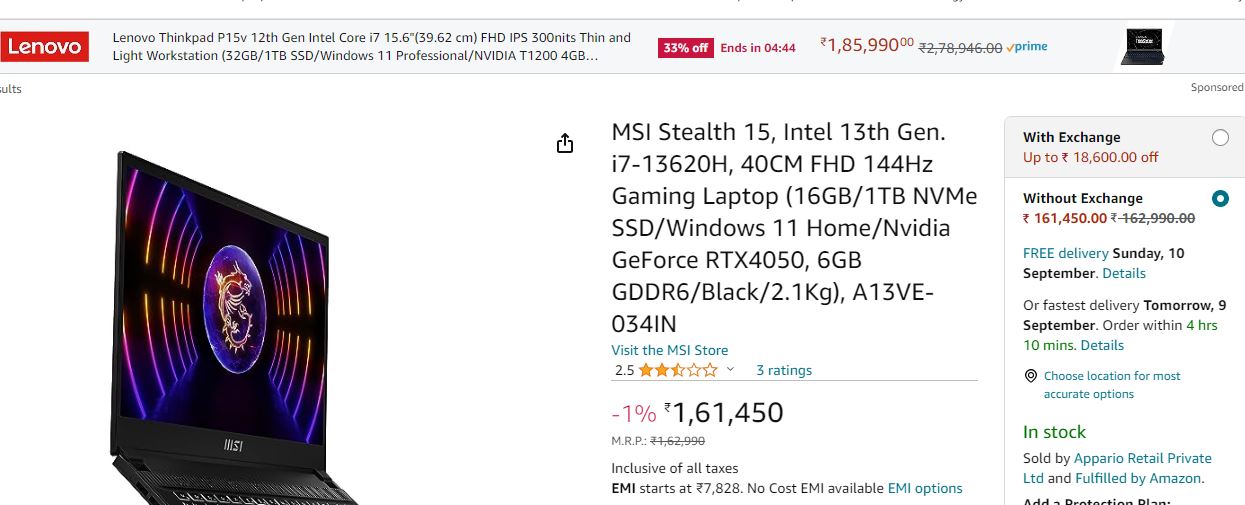 Lenovo
Lenovo Thinkpad P15v 12th Gen Intel Core i7 15.6"(39.62 cm) FHD IPS 300nits Thin and
Light Workstation (32GB/1TB SSD/Windows 11 Professional/NVIDIA T1200 4GB...
33% off Ends in 04:44 ₹1,85,990.00 ₹2,78,946.00 prime
sults
Sponsored
MSI Stealth 15, Intel 13th Gen.
i7-13620H, 40CM FHD 144Hz
Gaming Laptop (16GB/1TB NVMe
SSD/Windows 11 Home/Nvidia
GeForce RTX4050, 6GB
GDDR6/Black/2.1Kg), A13VE-
034IN
Visit the MSI Store
2.5 3 ratings
-1% ₹1,61,450
M.R.P.: ₹1,62,990
Inclusive of all taxes
EMI starts at ₹7,828. No Cost EMI available EMI options
msi
With Exchange
Up to ₹ 18,600.00 off
Without Exchange
₹ 161,450.00 ₹ 162,990.00
FREE delivery Sunday, 10
September. Details
Or fastest delivery Tomorrow, 9
September. Order within 4 hrs
10 mins. Details
Choose location for most
accurate options
In stock
Sold by Appario Retail Private
Ltd and Fulfilled by Amazon.
Add a Protection Plan: